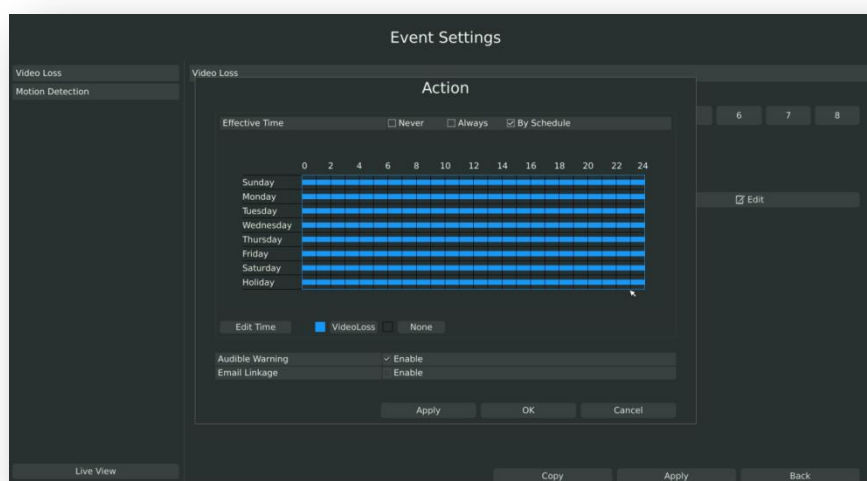 Event Settings
Video Loss
Motion Detection
Video Loss
Action
Effective Time Never Always By Schedule
6 7 8
0 2 4 6 8 10 12 14 16 18 20 22 24
Sunday
Monday
Tuesday
Wednesday
Thursday
Friday
Saturday
Holiday
Edit
Edit Time VideoLoss None
Audible Warning Enable
Email Linkage Enable
Apply OK Cancel
Live View
Copy Apply Back